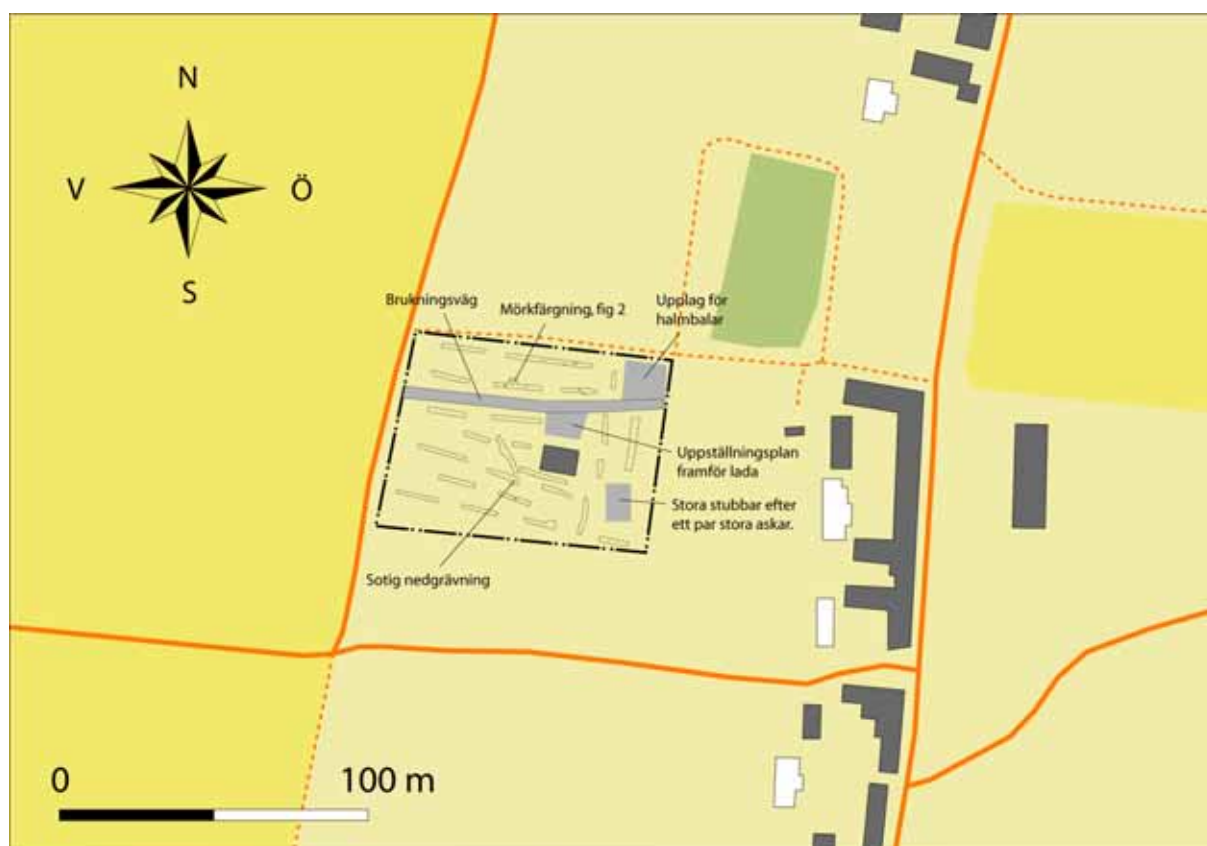 N
V
Ö
S
Brukningsväg
Mörkfärgning, fig 2
Upplag för
halmbalar
Uppställningsplan
framför lada
Stora stubbar efter
ett par stora askar.
Sotig nedgrävning
0
100 m